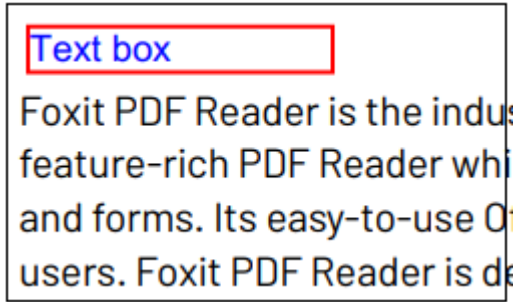 Text box
Foxit PDF Reader is the indus
feature-rich PDF Reader whi
and forms. Its easy-to-use Of
users. Foxit PDF Reader is de